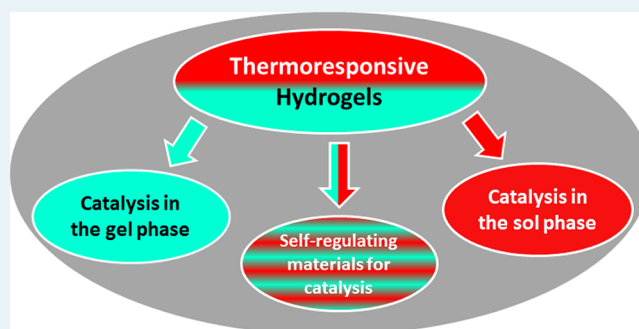 Thermoresponsive
Hydrogels
Catalysis in
the gel phase
Self-regulating
materials for
catalysis
Catalysis in
the sol phase